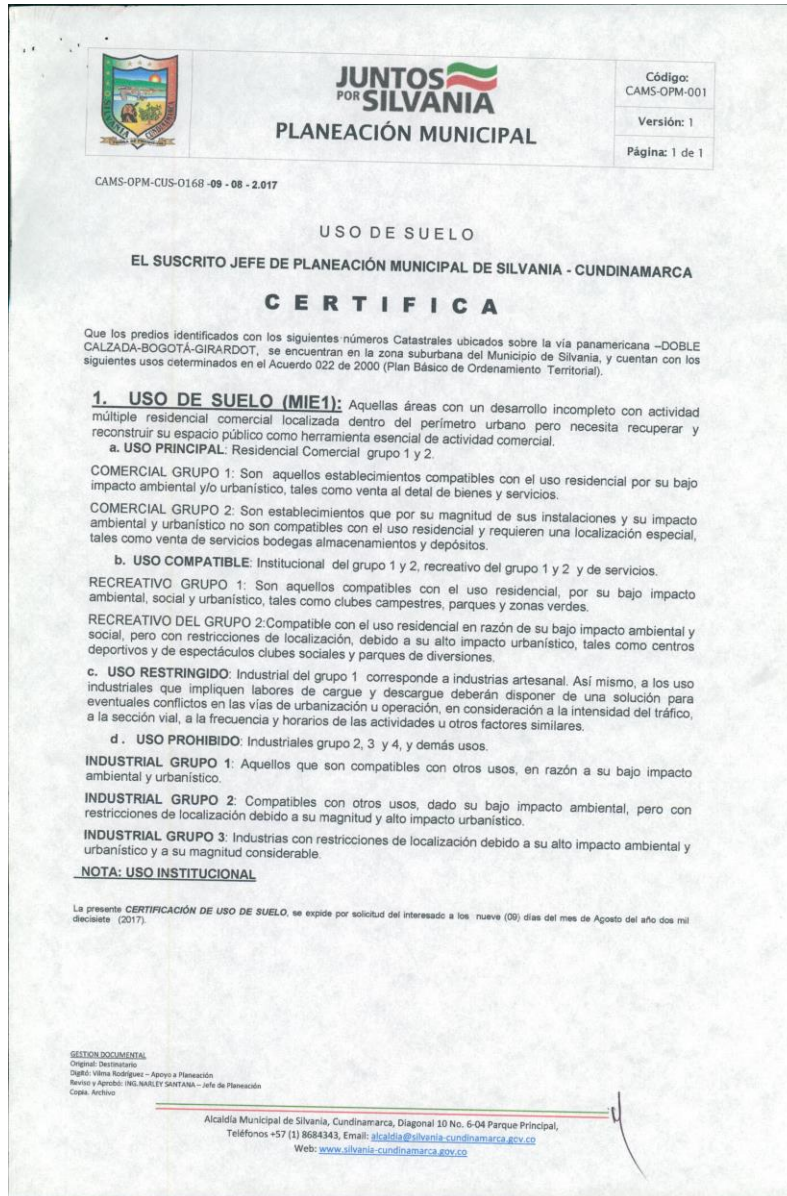 SILVANIA CUNDINAMARCA
JUNTOS
POR SILVANIA
PLANEACIÓN MUNICIPAL
Código:
CAMS-OPM-001
Versión: 1
Página: 1 de 1
CAMS-OPM-CUS-O168 -09 - 08 - 2.017
USO DE SUELO
EL SUSCRITO JEFE DE PLANEACIÓN MUNICIPAL DE SILVANIA - CUNDINAMARCA
CERTIFICA
Que los predios identificados con los siguientes números Catastrales ubicados sobre la vía panamericana –DOBLE
CALZADA-BOGOTÁ-GIRARDOT, se encuentran en la zona suburbana del Municipio de Silvania, y cuentan con los
siguientes usos determinados en el Acuerdo 022 de 2000 (Plan Básico de Ordenamiento Territorial).
1. USO DE SUELO (MIE1): Aquellas áreas con un desarrollo incompleto con actividad
múltiple residencial comercial localizada dentro del perímetro urbano pero necesita recuperar y
reconstruir su espacio público como herramienta esencial de actividad comercial.
a. USO PRINCIPAL: Residencial Comercial grupo 1 y 2.
COMERCIAL GRUPO 1: Son aquellos establecimientos compatibles con el uso residencial por su bajo
impacto ambiental y/o urbanístico, tales como venta al detal de bienes y servicios.
COMERCIAL GRUPO 2: Son establecimientos que por su magnitud de sus instalaciones y su impacto
ambiental y urbanístico no son compatibles con el uso residencial y requieren una localización especial,
tales como venta de servicios bodegas almacenamientos y depósitos.
b. USO COMPATIBLE: Institucional del grupo 1 y 2, recreativo del grupo 1 y 2 y de servicios.
RECREATIVO GRUPO 1: Son aquellos compatibles con el uso residencial, por su bajo impacto
ambiental, social y urbanístico, tales como clubes campestres, parques y zonas verdes.
RECREATIVO DEL GRUPO 2:Compatible con el uso residencial en razón de su bajo impacto ambiental y
social, pero con restricciones de localización, debido a su alto impacto urbanístico, tales como centros
deportivos y de espectáculos clubes sociales y parques de diversiones.
c. USO RESTRINGIDO: Industrial del grupo 1 corresponde a industrias artesanal. Así mismo, a los uso
industriales que impliquen labores de cargue y descargue deberán disponer de una solución para
eventuales conflictos en las vías de urbanización u operación, en consideración a la intensidad del tráfico,
a la sección vial, a la frecuencia y horarios de las actividades u otros factores similares.
d . USO PROHIBIDO: Industriales grupo 2, 3 y 4, y demás usos.
INDUSTRIAL GRUPO 1: Aquellos que son compatibles con otros usos, en razón a su bajo impacto
ambiental y urbanístico.
INDUSTRIAL GRUPO 2: Compatibles con otros usos, dado su bajo impacto ambiental, pero con
restricciones de localización debido a su magnitud y alto impacto urbanístico.
INDUSTRIAL GRUPO 3: Industrias con restricciones de localización debido a su alto impacto ambiental y
urbanístico y a su magnitud considerable.
NOTA: USO INSTITUCIONAL
La presente CERTIFICACIÓN DE USO DE SUELO, se expide por solicitud del interesado a los nueve (09) días del mes de Agosto del año dos mil
diecisiete (2017).
GESTION DOCUMENTAL
Original: Destinatario
Digitó: Vilma Rodríguez – Apoyo a Planeación
Reviso y Aprobó: ING.NARLEY SANTANA – Jefe de Planeación
Copia. Archivo
Alcaldía Municipal de Silvania, Cundinamarca, Diagonal 10 No. 6-04 Parque Principal,
Teléfonos +57 (1) 8684343, Email: alcaldia@silvania-cundinamarca.gov.co
Web: www.silvania-cundinamarca.gov.co